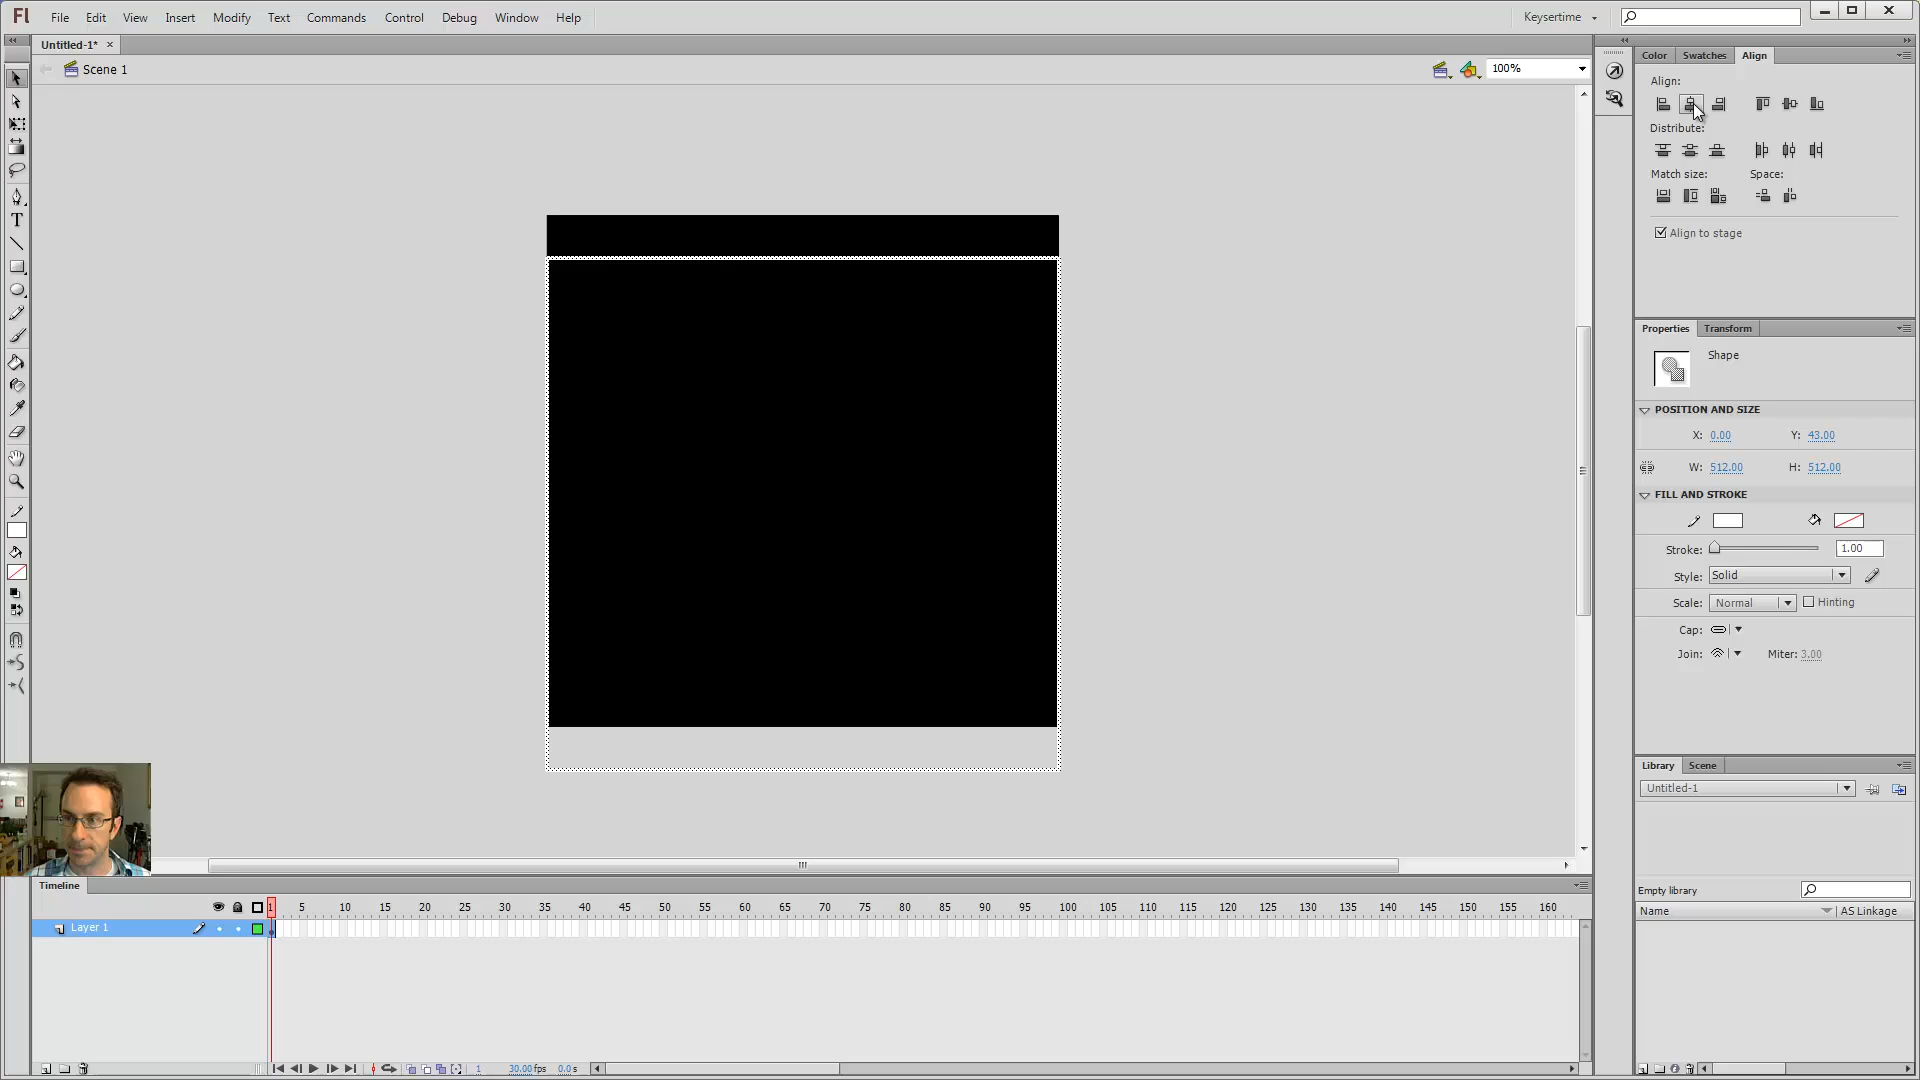 Fl File Edit View Insert Modify Text Commands Control Debug Window Help Keysertime
Untitled-1*
Scene 1 100%
Color Swatches Align
Align:
Distribute:
Match size: Space:
Align to stage
Properties Transform
Shape
POSITION AND SIZE
X: 0.00 Y: 43.00
W: 512.00 H: 512.00
FILL AND STROKE
Stroke: 1.00
Style: Solid
Scale: Normal Hinting
Cap:
Join: Miter: 3.00
Library Scene
Untitled-1
Empty library
Name AS Linkage
Timeline
1 5 10 15 20 25 30 35 40 45 50 55 60 65 70 75 80 85 90 95 100 105 110 115 120 125 130 135 140 145 150 155 160
Layer 1
1 30.00 fps 0.0 s